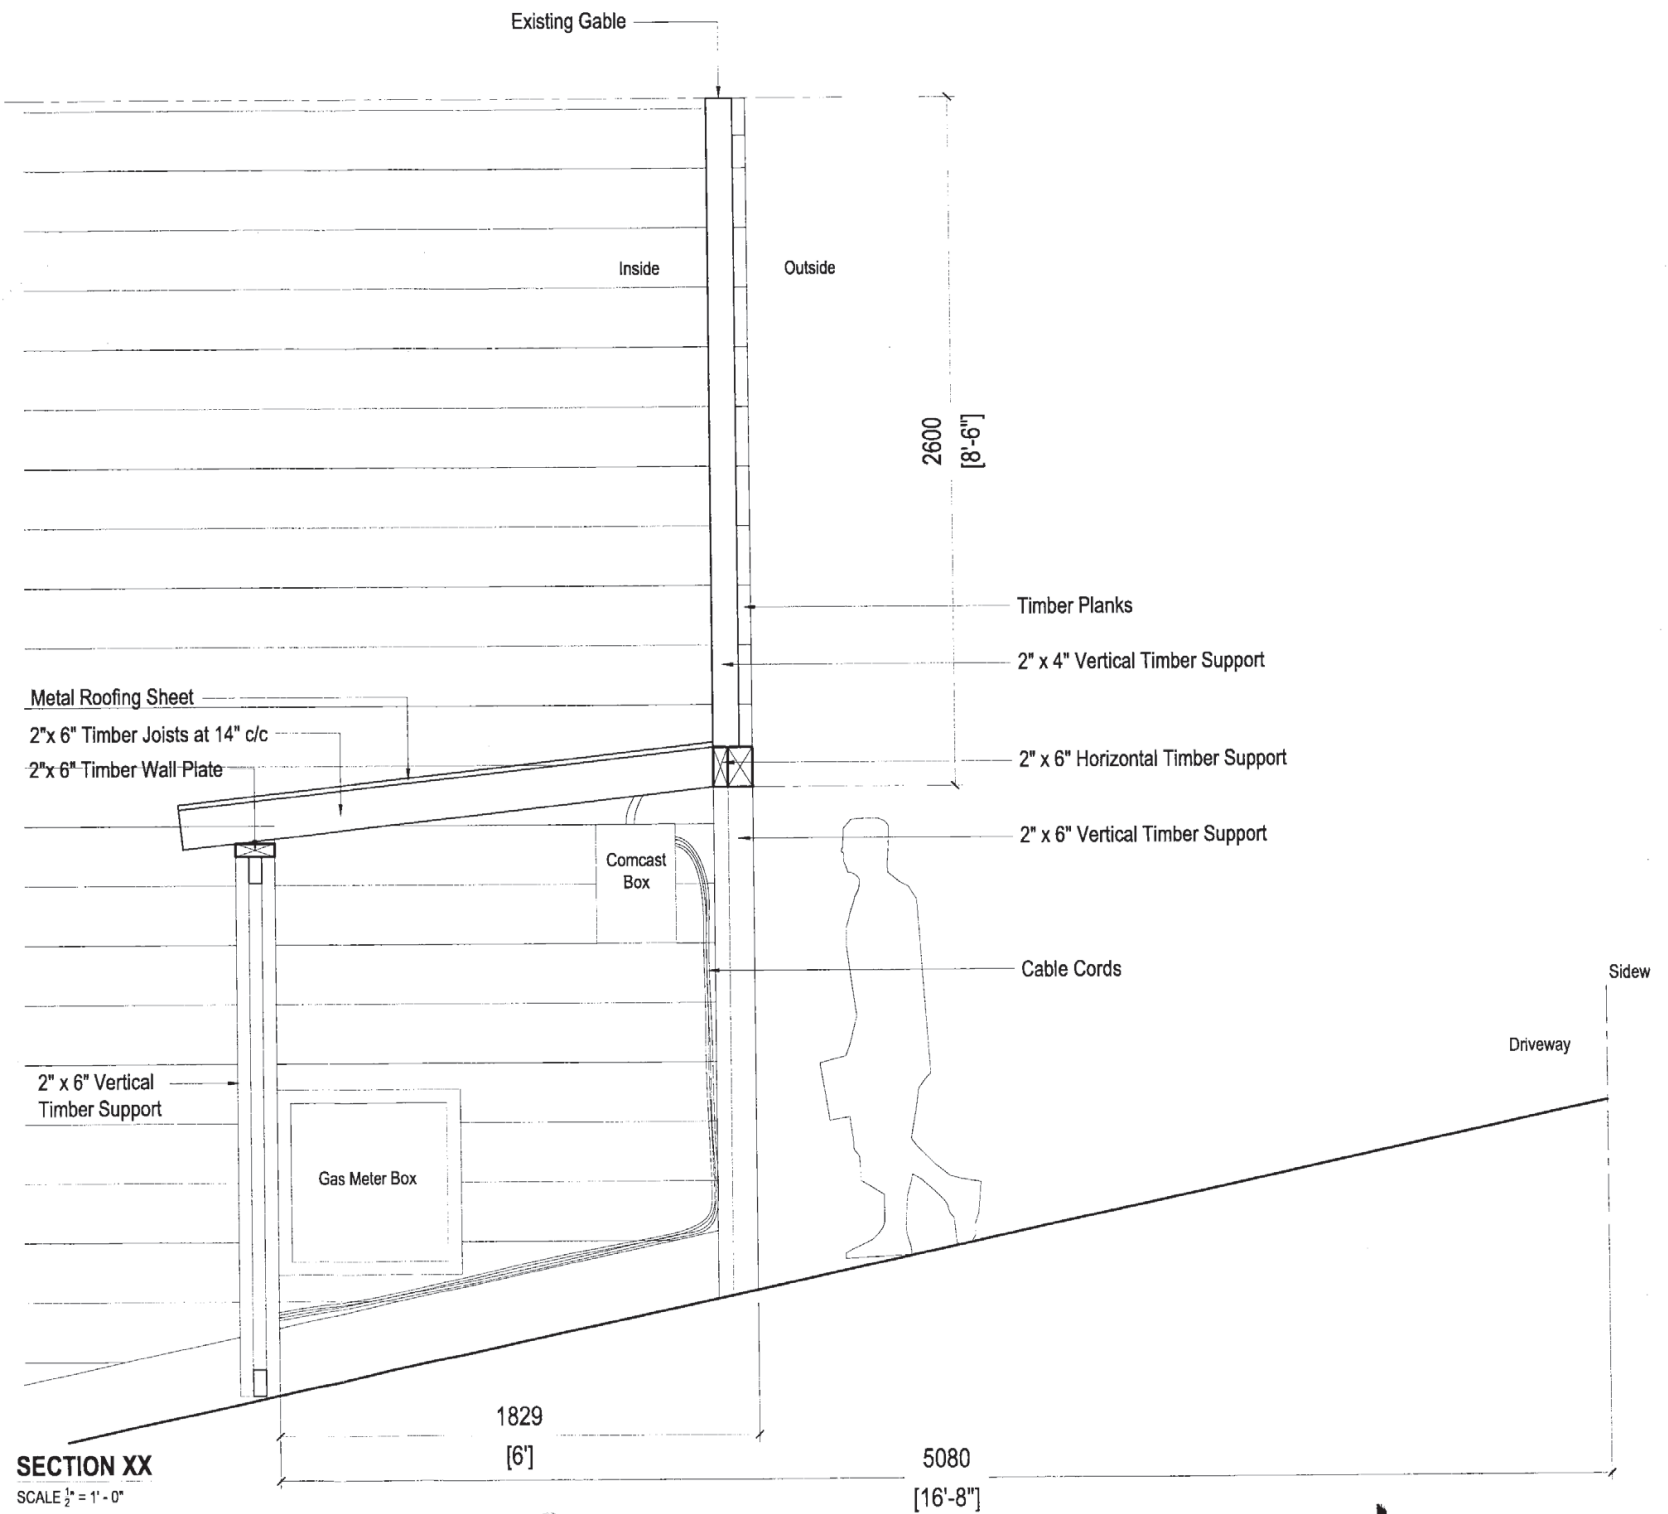 Existing Gable
Inside
Outside
2600
[8'-6"]
Timber Planks
2" x 4" Vertical Timber Support
Metal Roofing Sheet
2"x 6" Timber Joists at 14" c/c
2"x 6" Timber Wall Plate
2" x 6" Horizontal Timber Support
2" x 6" Vertical Timber Support
Comcast
Box
Cable Cords
Sidew
Driveway
2" x 6" Vertical
Timber Support
Gas Meter Box
1829
[6']
5080
[16'-8"]
SECTION XX
SCALE ½" = 1' - 0"